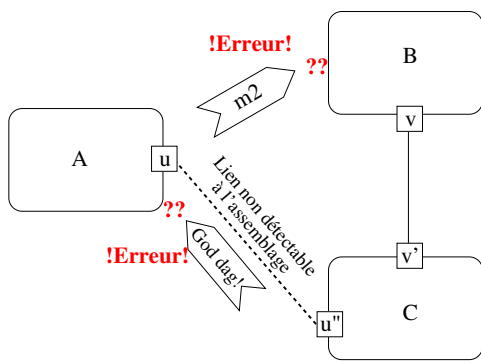 !Erreur!
??
B
m2
v
A
u
Lien non détectable
à l'assemblage
??
God dag!
!Erreur!
v'
u"
C